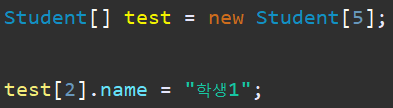 Student[] test = new Student[5];
test[2].name = "학생1";